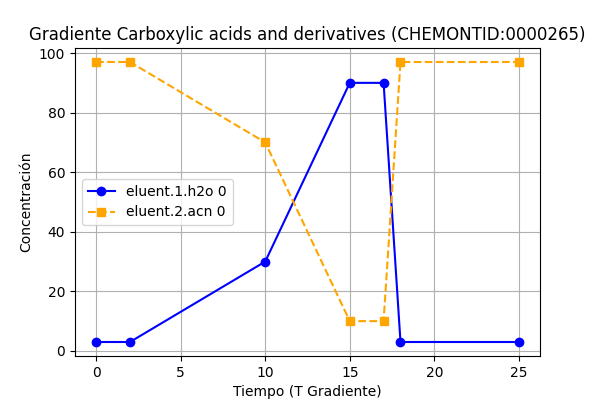 Gradiente Carboxylic acids and derivatives (CHEMONTID:0000265)
100
80
60
40
20
0
Concentración
eluent.1.h2o 0
eluent.2.acn 0
0 5 10 15 20 25
Tiempo (T Gradiente)